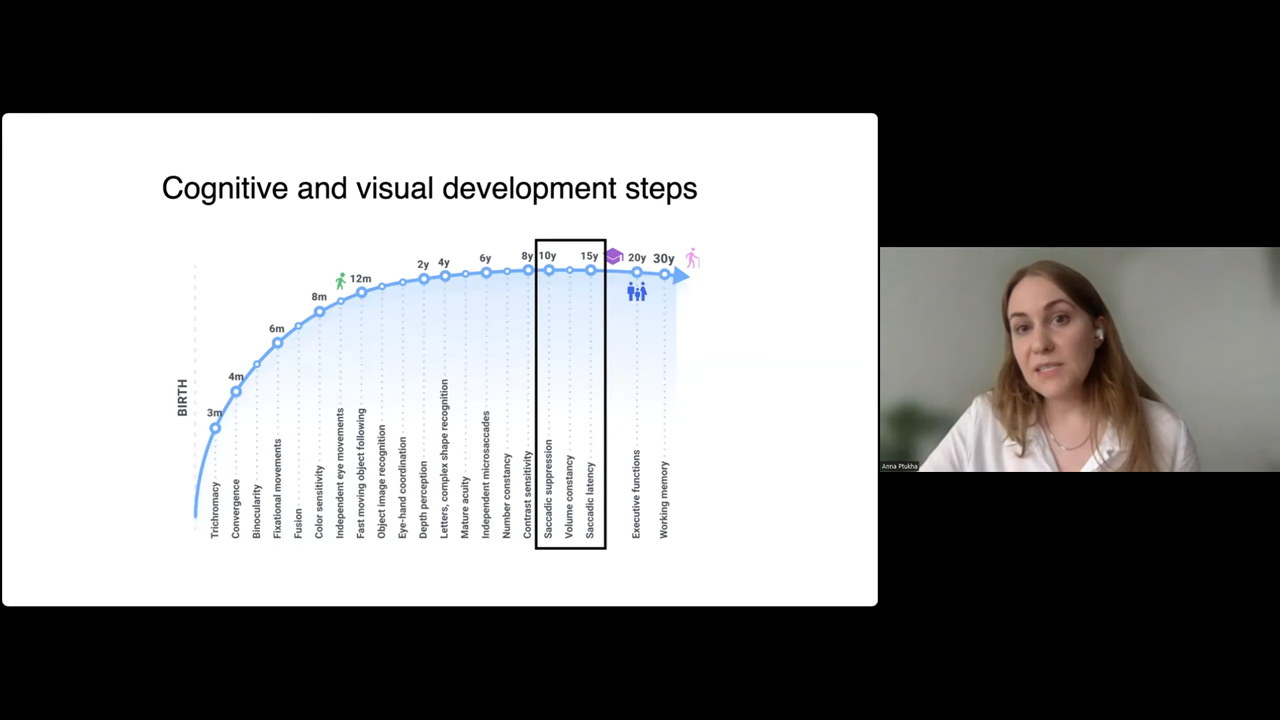 Cognitive and visual development steps
BIRTH
3m
4m
6m
8m
12m
2y
4y
6y
8y
10y
15y
20y
30y
Trichromacy
Convergence
Binocularity
Fixational movements
Fusion
Color sensitivity
Independent eye movements
Fast moving object following
Object image recognition
Eye-hand coordination
Depth perception
Letters, complex shape recognition
Mature acuity
Independent microsaccades
Number constancy
Contrast sensitivity
Saccadic suppression
Volume constancy
Saccadic latency
Executive functions
Working memory
Anna Ptukha